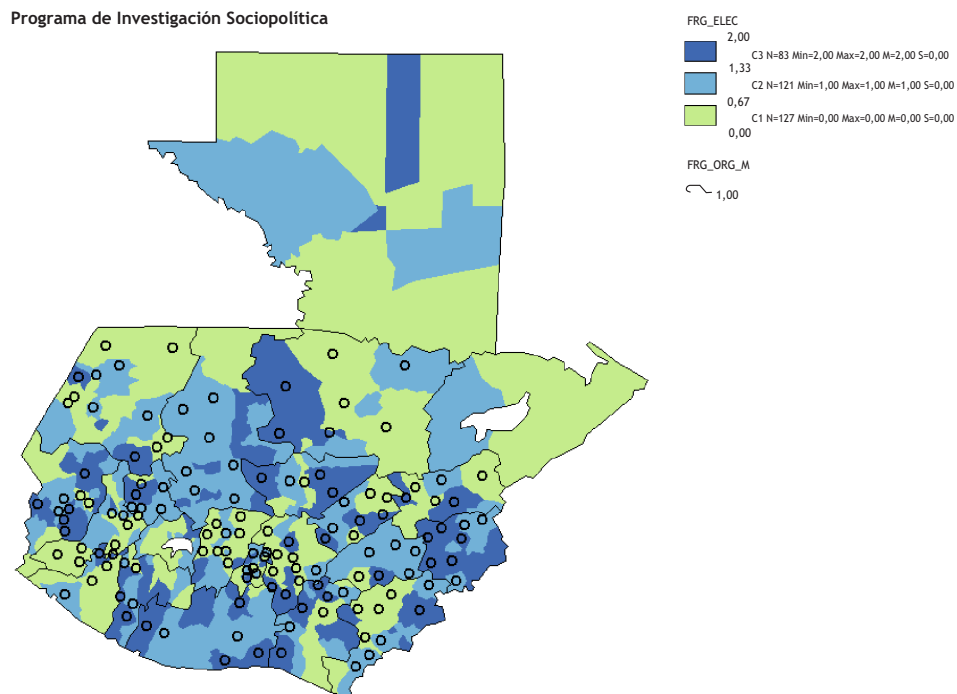 Programa de Investigación Sociopolítica
FRG_ELEC
2,00
C3 N=83 Min=2,00 Max=2,00 M=2,00 S=0,00
1,33
C2 N=121 Min=1,00 Max=1,00 M=1,00 S=0,00
0,67
C1 N=127 Min=0,00 Max=0,00 M=0,00 S=0,00
0,00
FRG_ORG_M
1,00